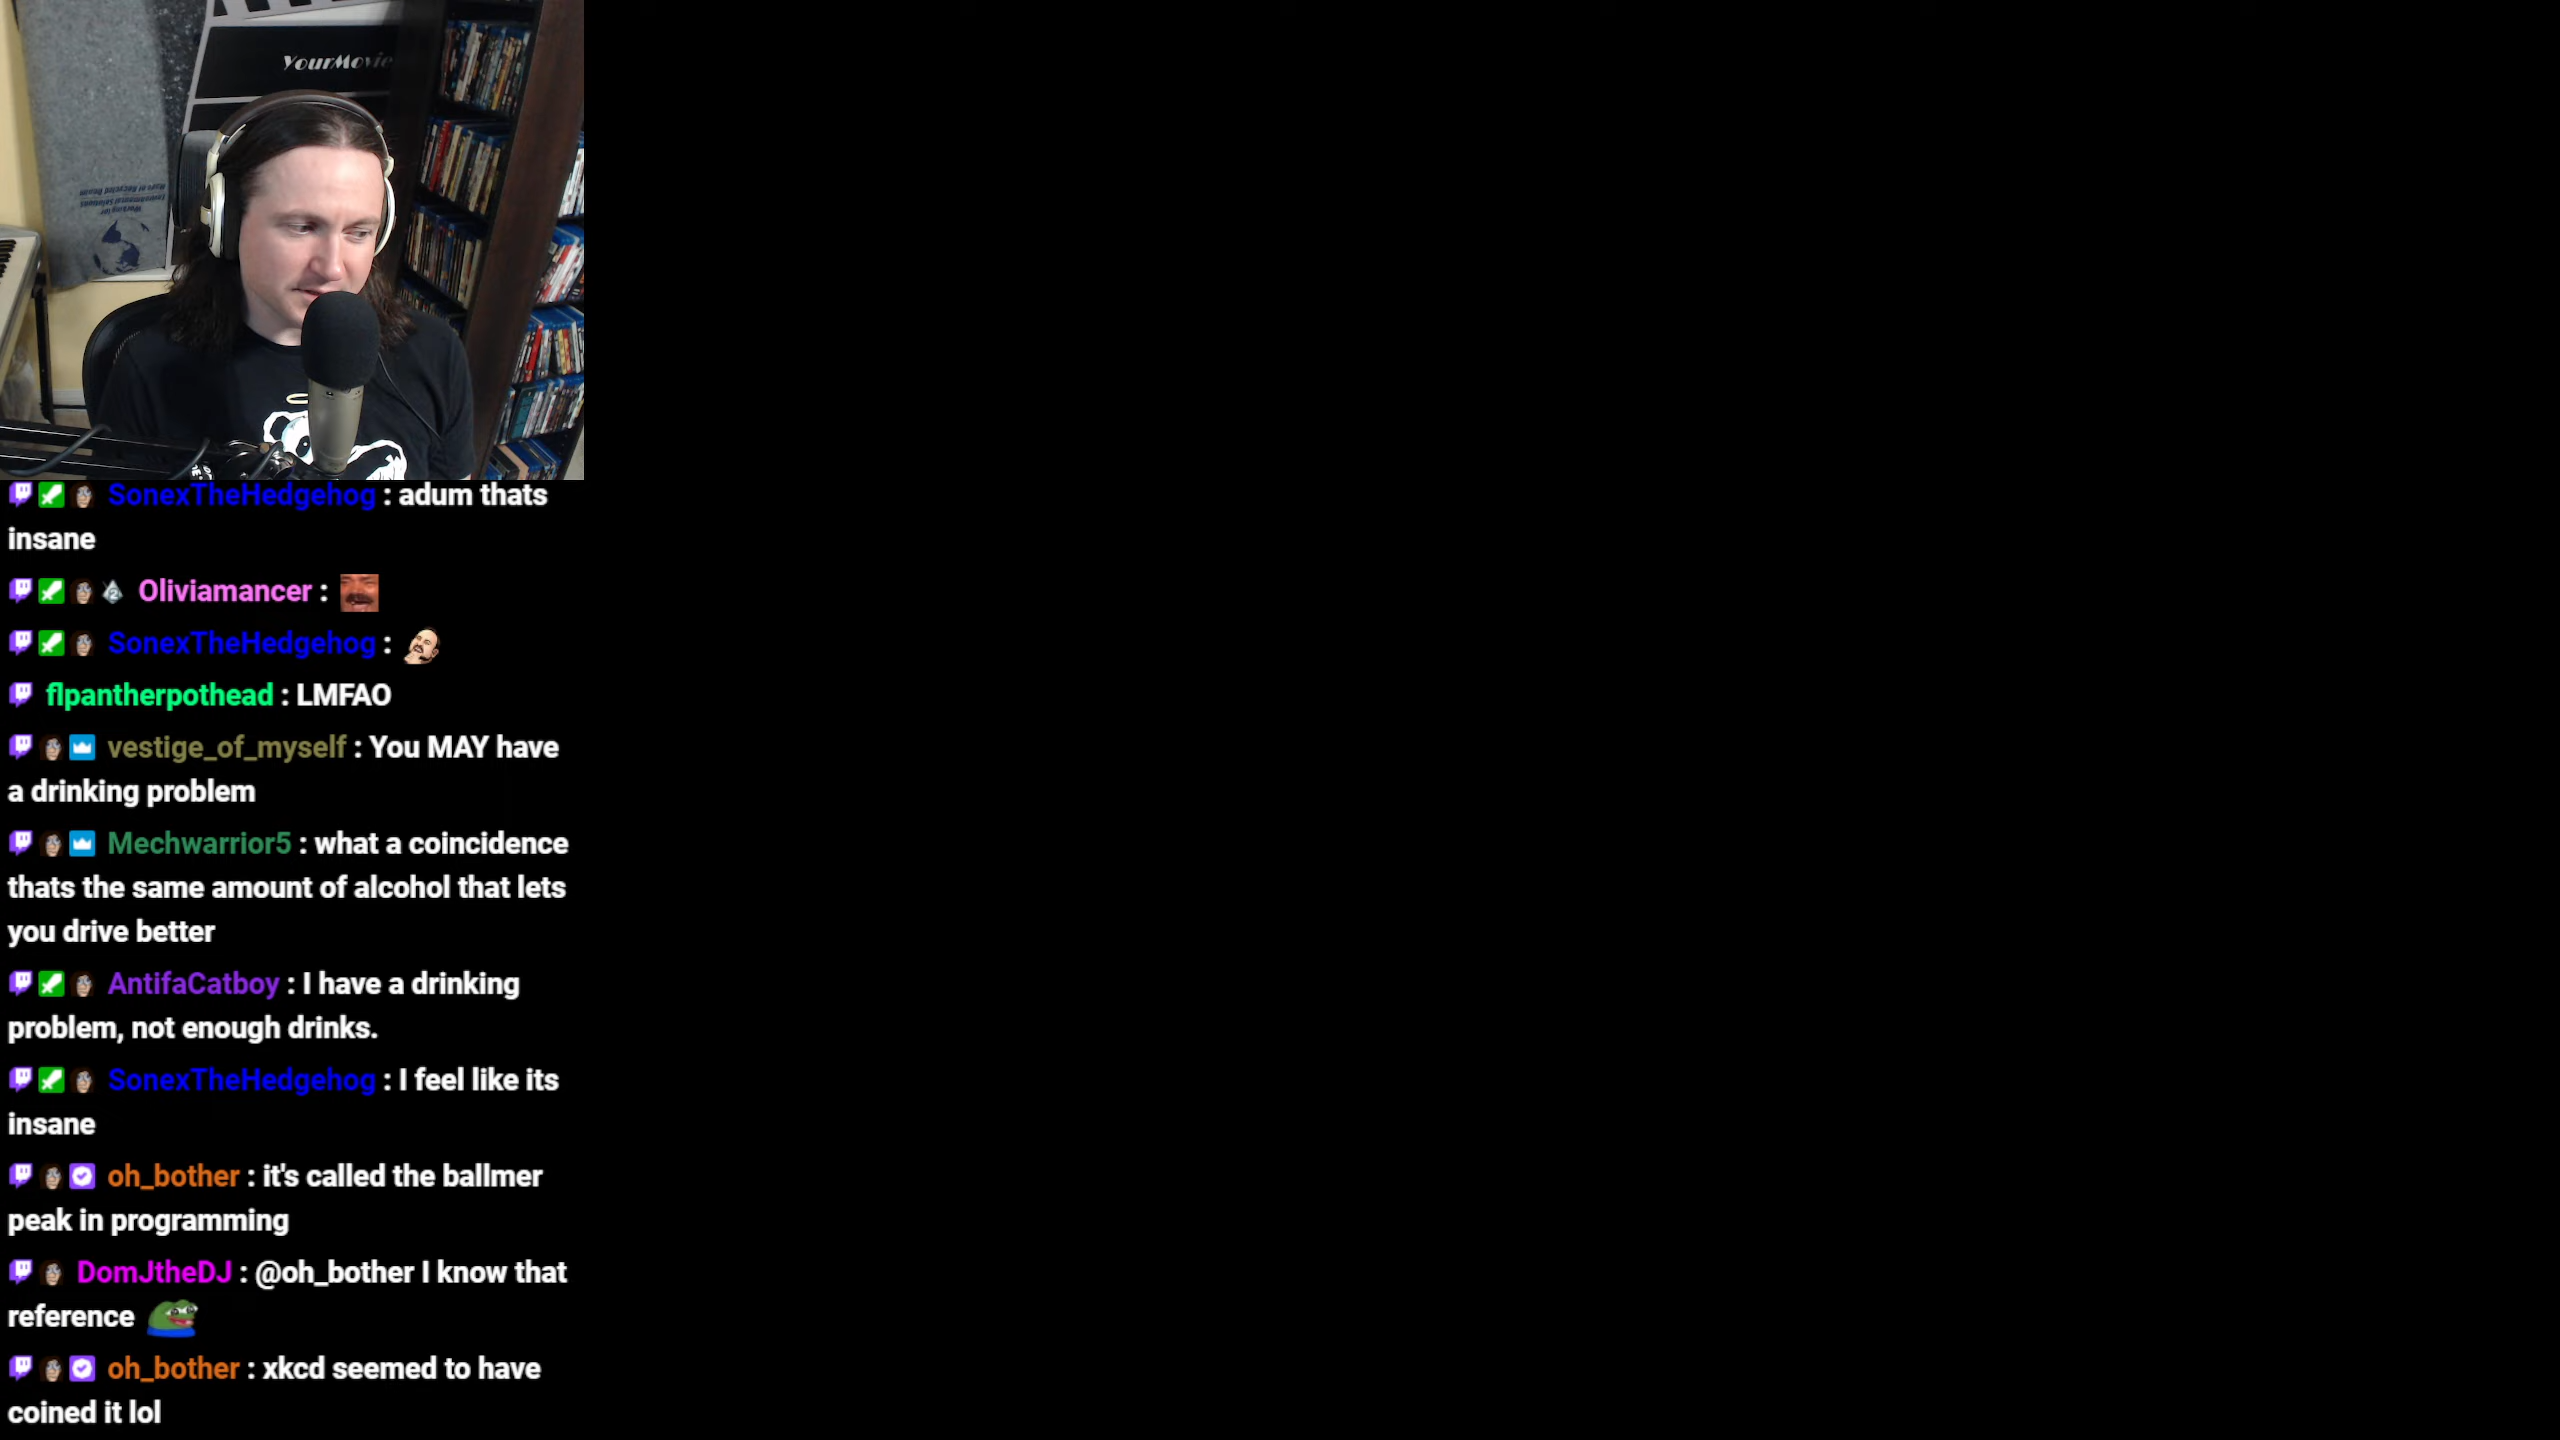 YourMovie
SonexTheHedgehog : adum thats
insane
Oliviamancer :
SonexTheHedgehog :
flpantherpothead : LMFAO
vestige_of_myself : You MAY have
a drinking problem
Mechwarrior5 : what a coincidence
thats the same amount of alcohol that lets
you drive better
AntifaCatboy : I have a drinking
problem, not enough drinks.
SonexTheHedgehog : I feel like its
insane
oh_bother : it's called the ballmer
peak in programming
DomJtheDJ : @oh_bother I know that
reference
oh_bother : xkcd seemed to have
coined it lol